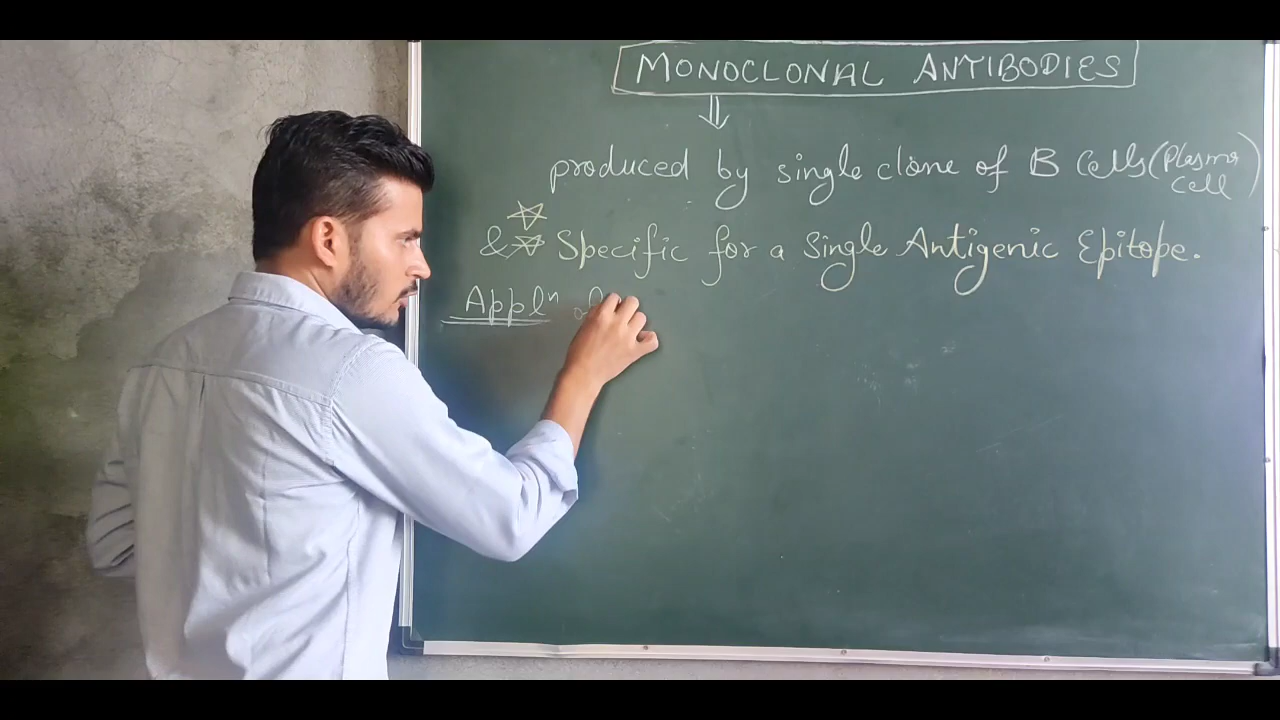 MONOCLONAL ANTIBODIES
produced by single clone of B Cells (Plasma Cell)
& Specific for a Single Antigenic Epitope.
Applⁿ